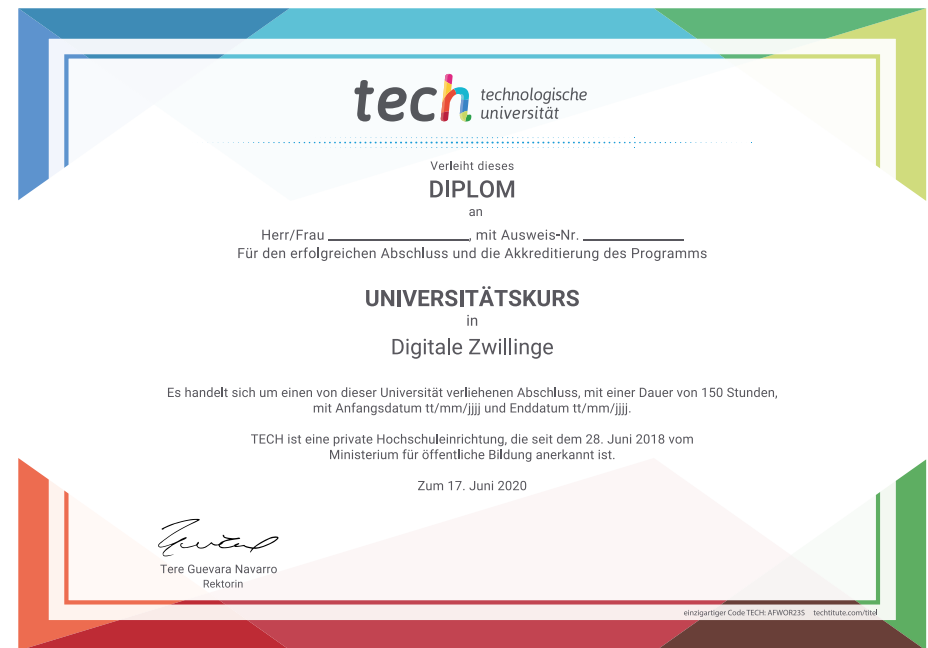 tech technologische
universität
Verleiht dieses
DIPLOM
an
Herr/Frau ____________, mit Ausweis-Nr. ____________
Für den erfolgreichen Abschluss und die Akkreditierung des Programms
UNIVERSITÄTSKURS
in
Digitale Zwillinge
Es handelt sich um einen von dieser Universität verliehenen Abschluss, mit einer Dauer von 150 Stunden,
mit Anfangsdatum tt/mm/jjjj und Enddatum tt/mm/jjjj.
TECH ist eine private Hochschuleinrichtung, die seit dem 28. Juni 2018 vom
Ministerium für öffentliche Bildung anerkannt ist.
Zum 17. Juni 2020
Tere Guevara Navarro
Rektorin
einzigartiger Code TECH: AFWOR23S techtitute.com/titel